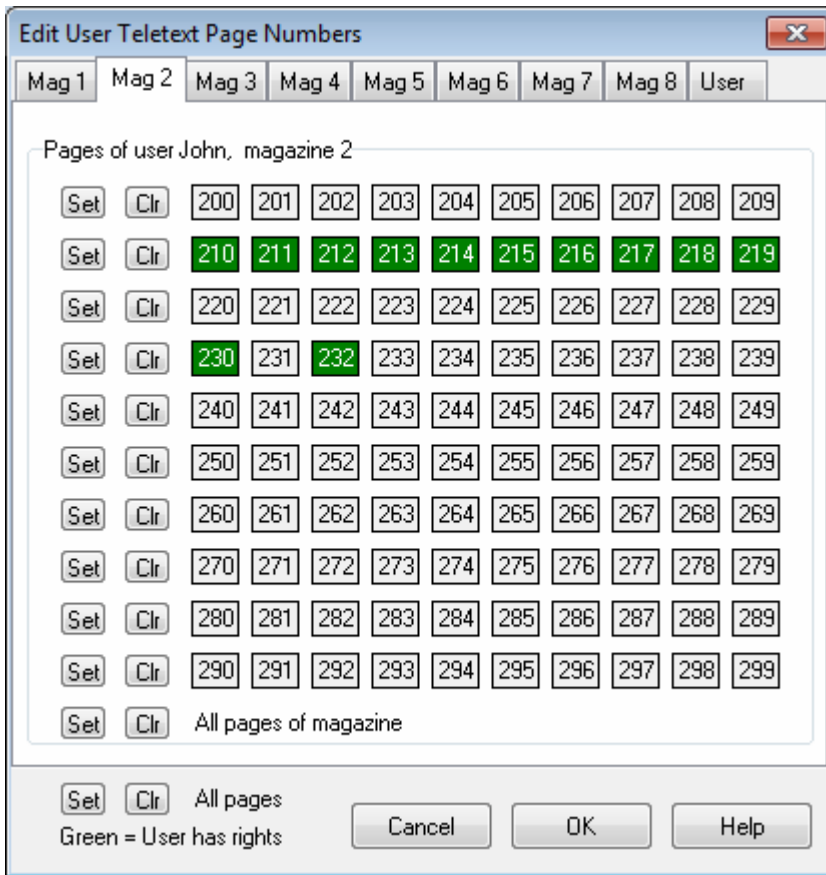 Edit User Teletext Page Numbers
Mag 1 Mag 2 Mag 3 Mag 4 Mag 5 Mag 6 Mag 7 Mag 8 User
Pages of user John, magazine 2
Set Clr 200 201 202 203 204 205 206 207 208 209
Set Clr 210 211 212 213 214 215 216 217 218 219
Set Clr 220 221 222 223 224 225 226 227 228 229
Set Clr 230 231 232 233 234 235 236 237 238 239
Set Clr 240 241 242 243 244 245 246 247 248 249
Set Clr 250 251 252 253 254 255 256 257 258 259
Set Clr 260 261 262 263 264 265 266 267 268 269
Set Clr 270 271 272 273 274 275 276 277 278 279
Set Clr 280 281 282 283 284 285 286 287 288 289
Set Clr 290 291 292 293 294 295 296 297 298 299
Set Clr All pages of magazine
Set Clr All pages
Green = User has rights
Cancel OK Help